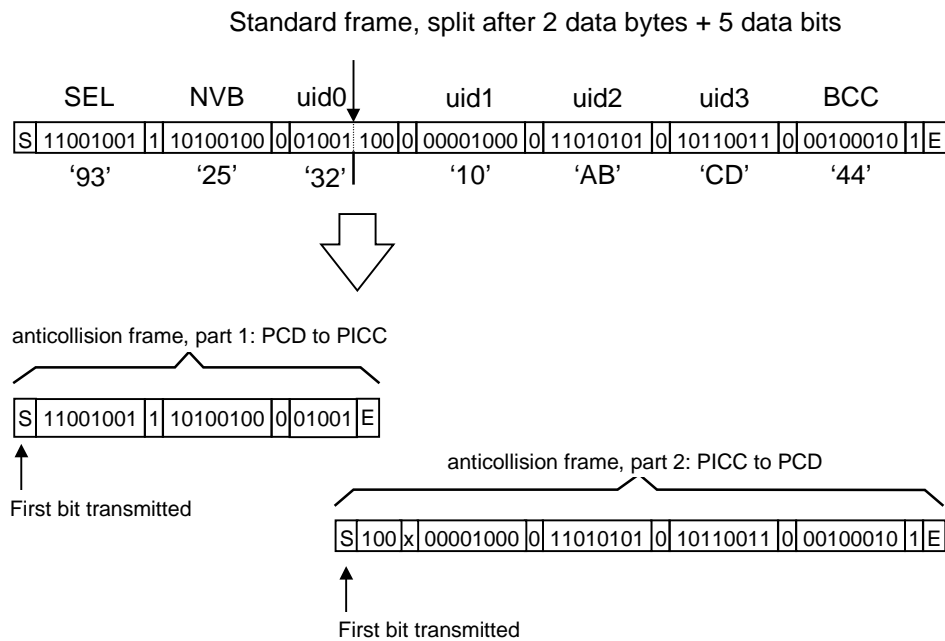 Standard frame, split after 2 data bytes + 5 data bits
SEL NVB uid0 uid1 uid2 uid3 BCC
S 11001001 1 10100100 0 01001 100 0 00001000 0 11010101 0 10110011 0 00100010 1 E
‘93’ ‘25’ ‘32’ ‘10’ ‘AB’ ‘CD’ ‘44’
anticollision frame, part 1: PCD to PICC
S 11001001 1 10100100 0 01001 E
First bit transmitted
anticollision frame, part 2: PICC to PCD
S 100 x 00001000 0 11010101 0 10110011 0 00100010 1 E
First bit transmitted